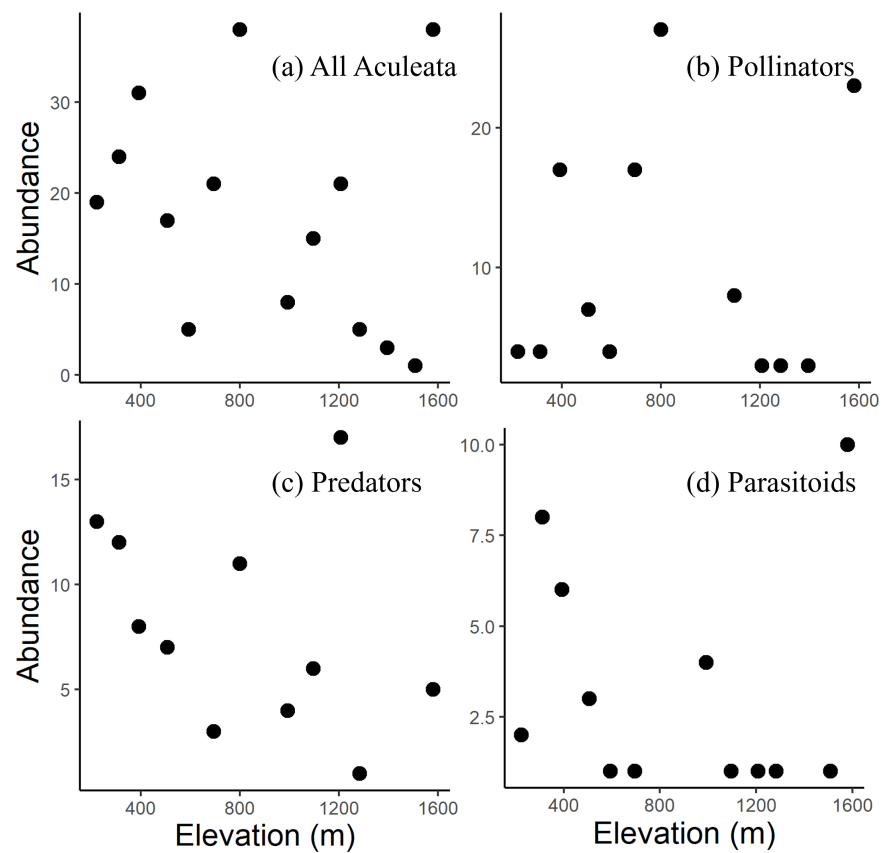 (a) All Aculeata
Abundance
30
20
10
0
400 800 1200 1600
(b) Pollinators
20
10
400 800 1200 1600
(c) Predators
Abundance
15
10
5
400 800 1200 1600
Elevation (m)
(d) Parasitoids
10.0
7.5
5.0
2.5
400 800 1200 1600
Elevation (m)